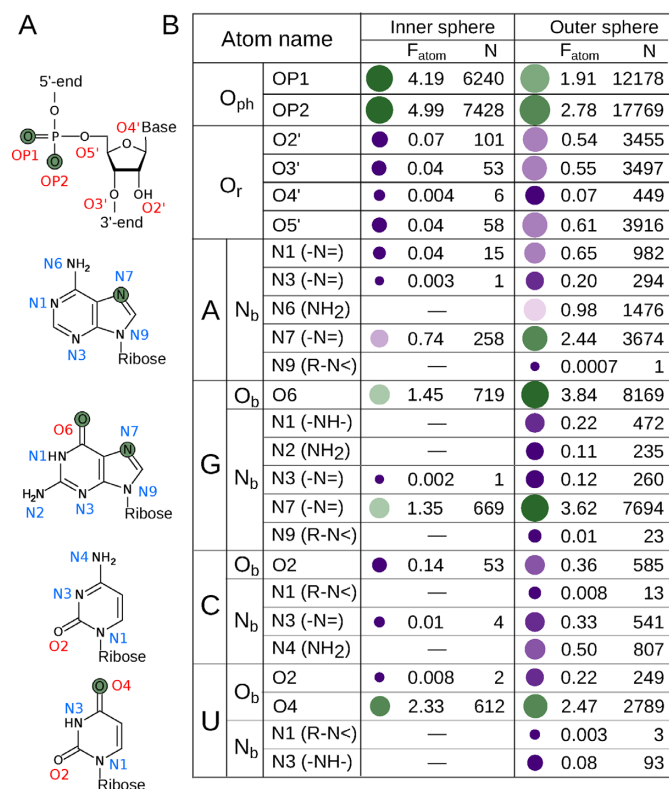 A
5'-end
O
O
P
O
O4'
Base
OP1
O5'
O
O
OP2
O3'
O
OH
O2'
3'-end
N6 NH2
N7
N1 N
N
N
N
N3
N9
Ribose
O
O6
N7
N1 NH
N
H2N
N
N
N2
N3
N9
Ribose
N4 NH2
N3 N
O
N
N1
O2
Ribose
O
O4
N3
NH
O
N
N1
O2
Ribose
B
Atom name Inner sphere Outer sphere
Fatom N Fatom N
Oph OP1 4.19 6240 1.91 12178
OP2 4.99 7428 2.78 17769
Or O2' 0.07 101 0.54 3455
O3' 0.04 53 0.55 3497
O4' 0.004 6 0.07 449
O5' 0.04 58 0.61 3916
A Nb N1 (-N=) 0.04 15 0.65 982
N3 (-N=) 0.003 1 0.20 294
N6 (NH2) — 0.98 1476
N7 (-N=) 0.74 258 2.44 3674
N9 (R-N<) — 0.0007 1
G Ob O6 1.45 719 3.84 8169
Nb N1 (-NH-) — 0.22 472
N2 (NH2) — 0.11 235
N3 (-N=) 0.002 1 0.12 260
N7 (-N=) 1.35 669 3.62 7694
N9 (R-N<) — 0.01 23
C Ob O2 0.14 53 0.36 585
Nb N1 (R-N<) — 0.008 13
N3 (-N=) 0.01 4 0.33 541
N4 (NH2) — 0.50 807
U Ob O2 0.008 2 0.22 249
O4 2.33 612 2.47 2789
Nb N1 (R-N<) — 0.003 3
N3 (-NH-) — 0.08 93